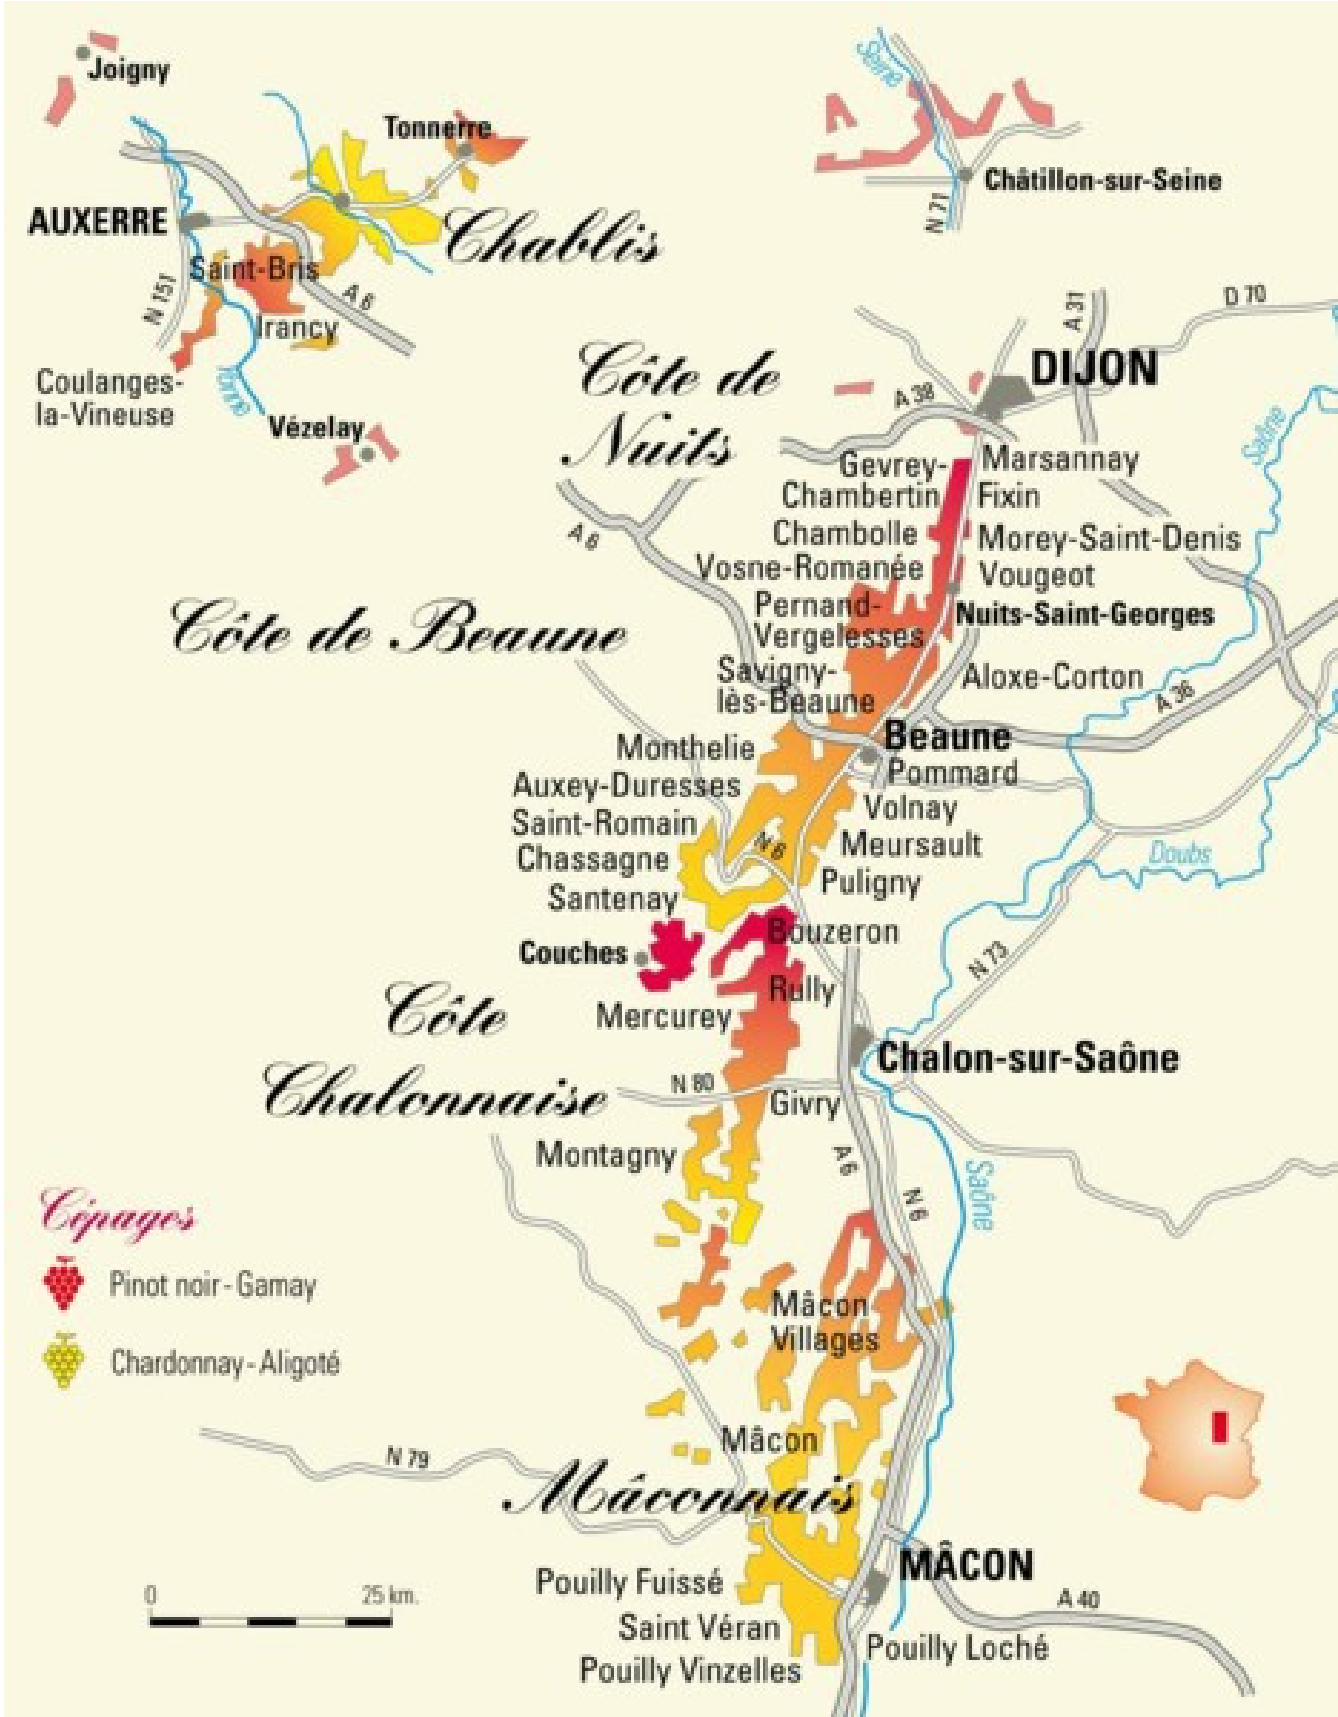 Joigny
Tonnerre
Seine
Châtillon-sur-Seine
N 71
AUXERRE
Chablis
Saint-Bris
N 151
A 6
Irancy
Coulanges-
la-Vineuse
Yonne
Vézelay
A 31
D 70
DIJON
Côte de
Nuits
A 38
Saône
Gevrey-
Chambertin
Marsannay
Fixin
A 6
Chambolle
Morey-Saint-Denis
Vosne-Romanée
Vougeot
Pernand-
Vergelesses
Nuits-Saint-Georges
Côte de Beaune
Savigny-
lès-Beaune
Aloxe-Corton
A 36
Beaune
Monthelie
Pommard
Auxey-Duresses
Volnay
Saint-Romain
N 6
Meursault
Doubs
Chassagne
Puligny
Santenay
Bouzeron
Couches
N 73
Rully
Côte
Chalonnaise
Mercurey
Chalon-sur-Saône
N 80
Givry
Montagny
A 6
N 6
Saône
Cépages
Pinot noir - Gamay
Chardonnay - Aligoté
Mâcon
Villages
Mâcon
N 79
Mâconnais
MÂCON
Pouilly Fuissé
0 25 km.
A 40
Saint Véran
Pouilly Loché
Pouilly Vinzelles